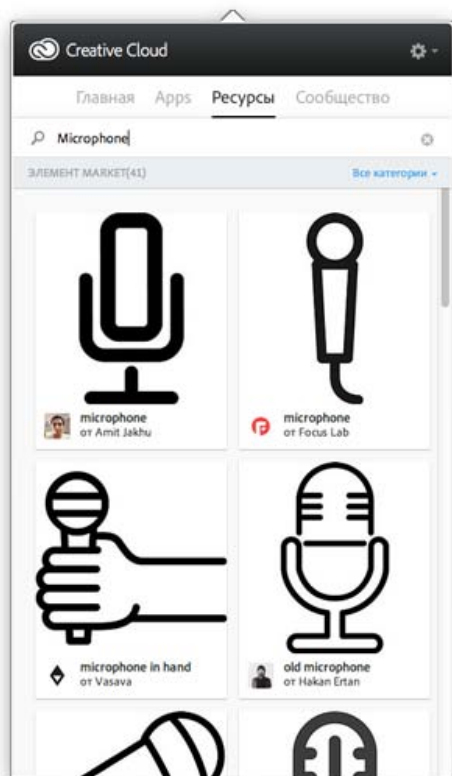 Creative Cloud
Главная Apps Ресурсы Сообщество
Microphone
ЭЛЕМЕНТ MARKET(41) Все категории
microphone
от Amit Jakhu
microphone
от Focus Lab
microphone in hand
от Vasava
old microphone
от Hakan Ertan